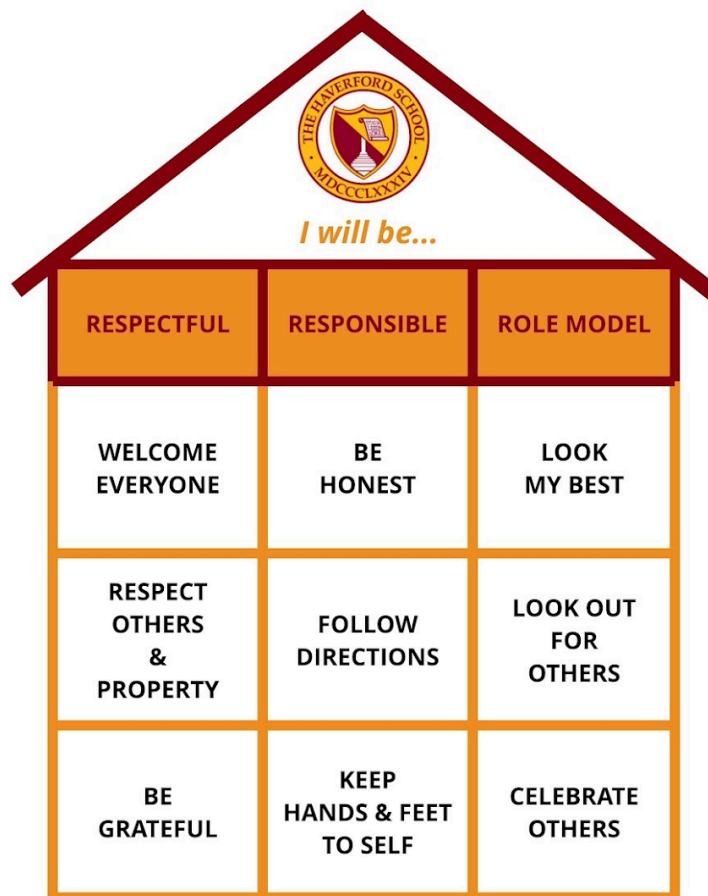 THE HAVERFORD SCHOOL
MDCCCLXXXIV
I will be...
RESPECTFUL
RESPONSIBLE
ROLE MODEL
WELCOME
EVERYONE
BE
HONEST
LOOK
MY BEST
RESPECT
OTHERS
&
PROPERTY
FOLLOW
DIRECTIONS
LOOK OUT
FOR
OTHERS
BE
GRATEFUL
KEEP
HANDS & FEET
TO SELF
CELEBRATE
OTHERS